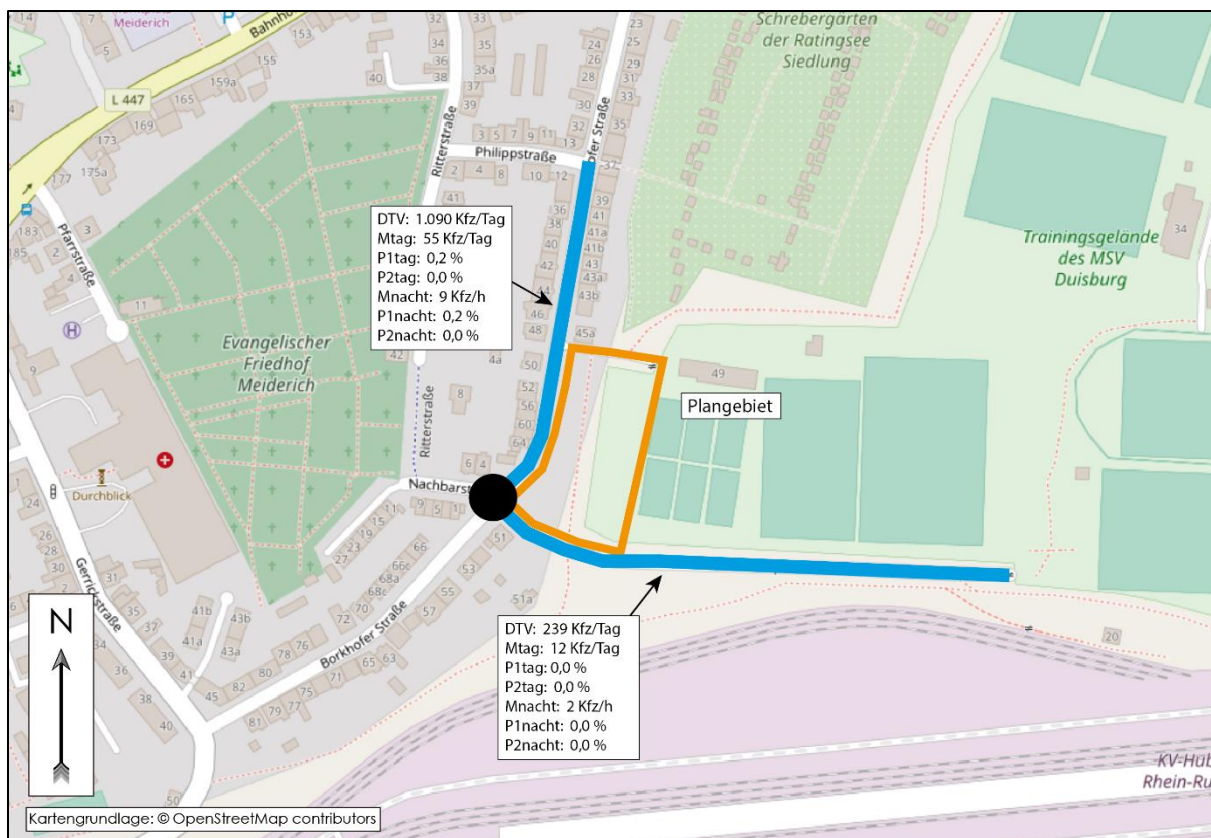 Meiderich
Bahnho
L 447
Schrebergärten
der Ratingsee
Siedlung
Philippstraße
Ritterstraße
ofer Straße
Pfarrstraße
DTV: 1.090 Kfz/Tag
Mtag: 55 Kfz/Tag
P1tag: 0,2 %
P2tag: 0,0 %
Mnacht: 9 Kfz/h
P1nacht: 0,2 %
P2nacht: 0,0 %
Trainingsgelände
des MSV
Duisburg
Evangelischer
Friedhof
Meiderich
Plangebiet
Ritterstraße
Durchblick
Nachbarst
Gerrickstraße
Borkhofer Straße
DTV: 239 Kfz/Tag
Mtag: 12 Kfz/Tag
P1tag: 0,0 %
P2tag: 0,0 %
Mnacht: 2 Kfz/h
P1nacht: 0,0 %
P2nacht: 0,0 %
N
KV-Hub
Rhein-Ru
Kartengrundlage: © OpenStreetMap contributors